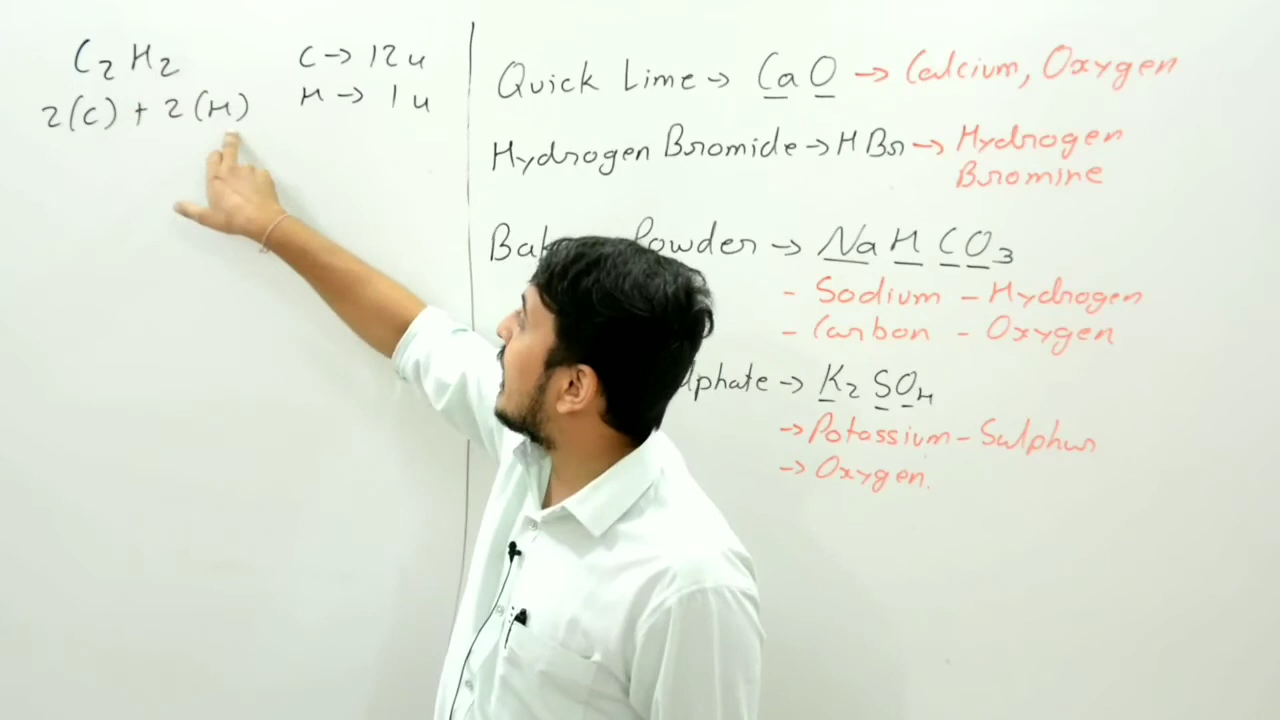 C₂H₂
2(C) + 2(H)
C → 12u
H → 1u
Quick Lime → CaO → Calcium, Oxygen
Hydrogen Bromide → HBr → Hydrogen
Bromine
Powder → NaHCO₃
- Sodium - Hydrogen
- Carbon - Oxygen
→ K₂SO₄
→ Potassium - Sulphur
→ Oxygen.